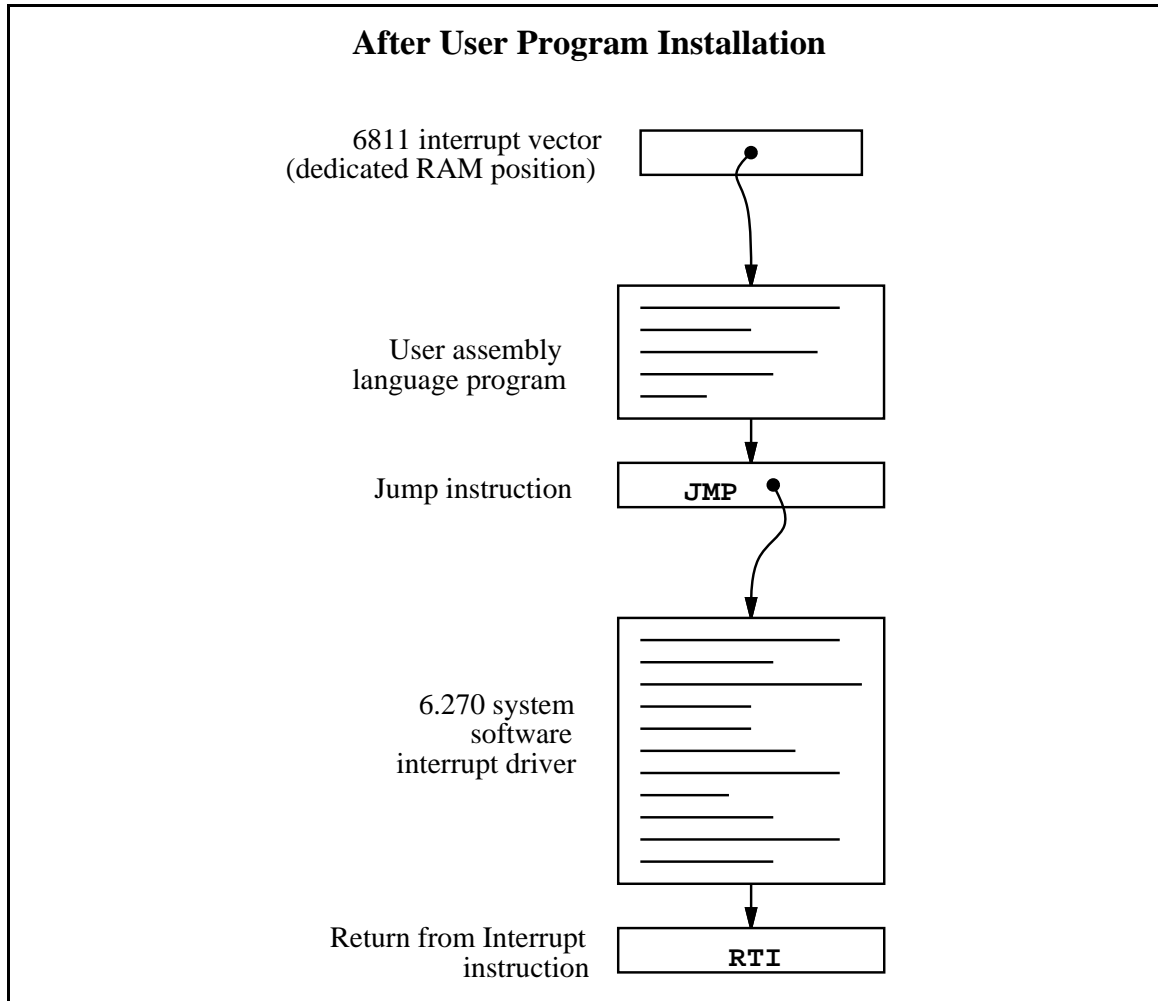 After User Program Installation
6811 interrupt vector
(dedicated RAM position)
User assembly
language program
Jump instruction
JMP
6.270 system
software
interrupt driver
Return from Interrupt
instruction
RTI